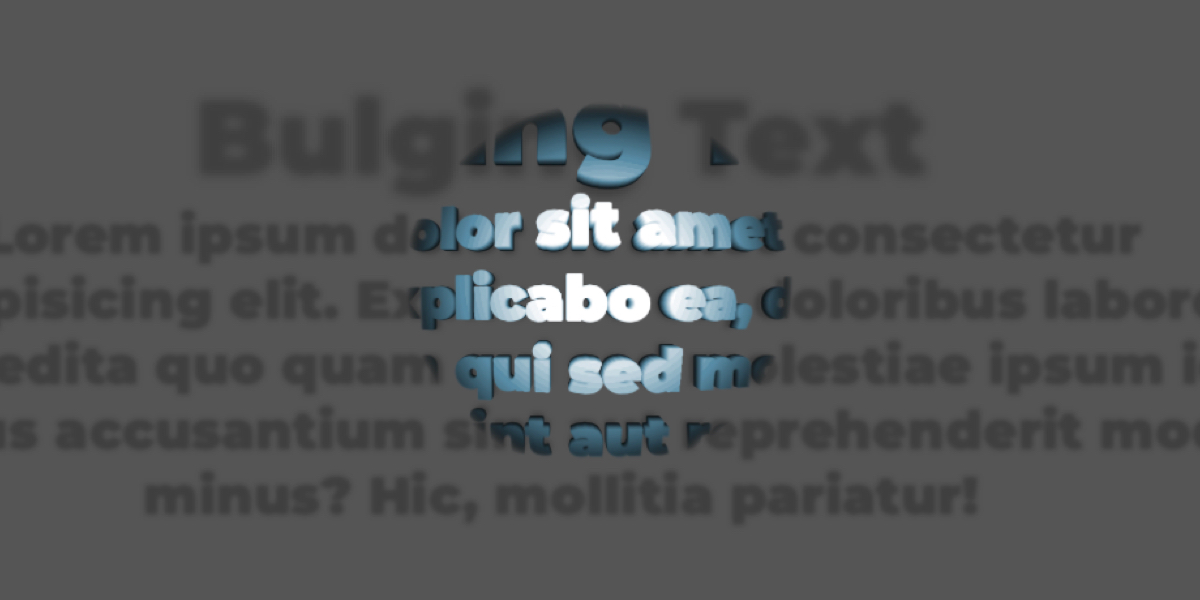 Bulging Text
Lorem ipsum dolor sit amet consectetur
pisicing elit. Explicabo ea, doloribus labore
edita quo quam qui sed molestiae ipsum i
us accusantium sint aut reprehenderit mo
minus? Hic, mollitia pariatur!